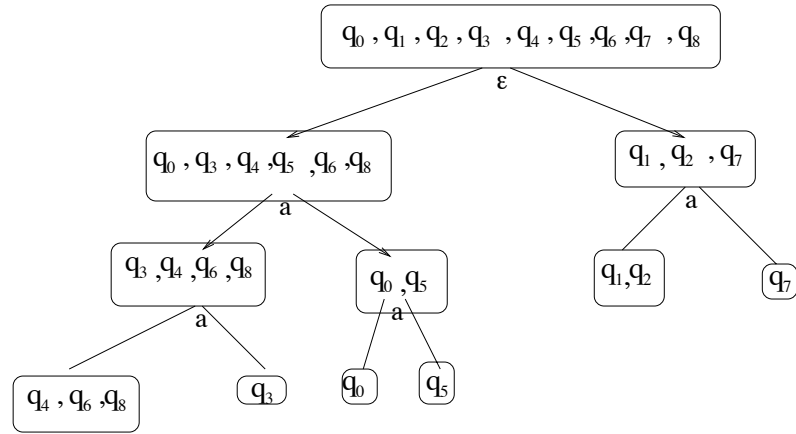 q₀ , q₁ , q₂ , q₃ , q₄ , q₅ , q₆ , q₇ , q₈
ε
q₀ , q₃ , q₄ , q₅ , q₆ , q₈
q₁ , q₂ , q₇
a
a
q₃ , q₄ , q₆ , q₈
q₀ , q₅
q₁ , q₂
q₇
a
a
q₄ , q₆ , q₈
q₃
q₀
q₅